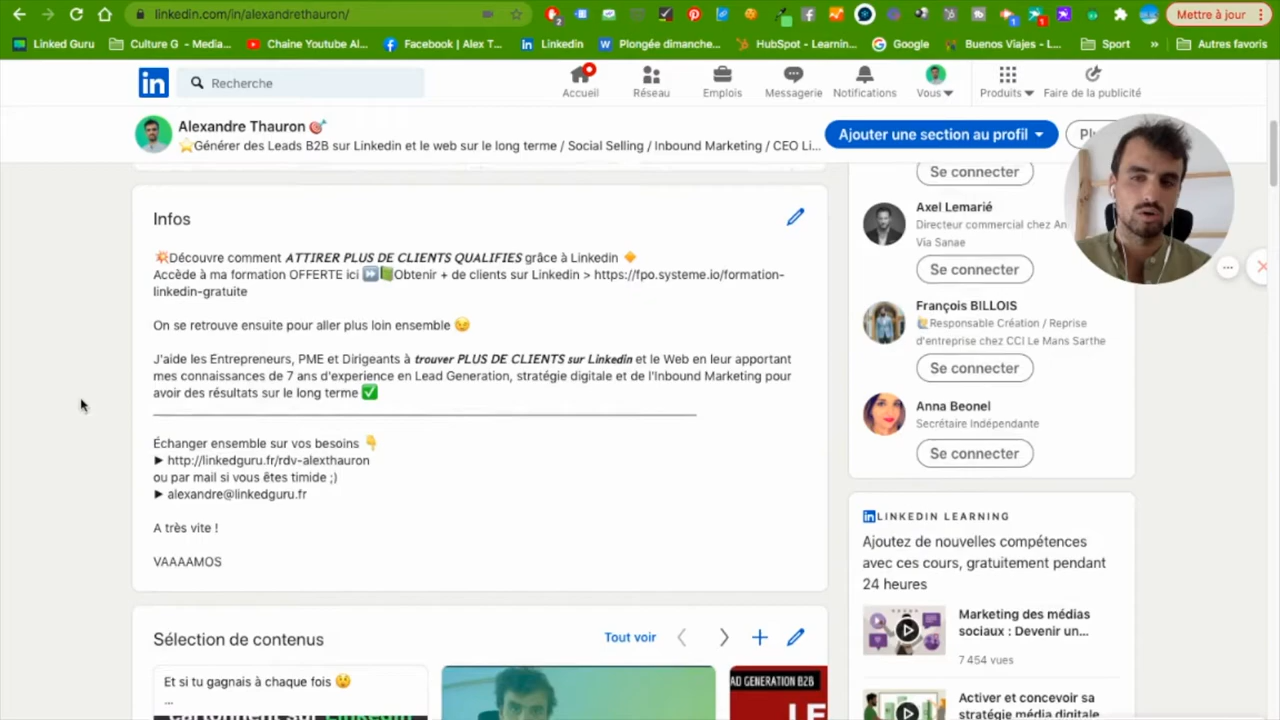 linkedin.com/in/alexandrethauron/
Mettre à jour
Linked Guru
Culture G - Media...
Chaine Youtube Al...
Facebook | Alex T...
Linkedin
Plongée dimanche...
HubSpot - Learnin...
Google
Buenos Viajes - L...
Sport
»
Autres favoris
Recherche
Accueil
Réseau
Emplois
Messagerie
Notifications
Vous
Produits
Faire de la publicité
Alexandre Thauron 🎯
⭐Générer des Leads B2B sur Linkedin et le web sur le long terme / Social Selling / Inbound Marketing / CEO Li...
Ajouter une section au profil
Infos
💥Découvre comment ATTIRER PLUS DE CLIENTS QUALIFIES grâce à Linkedin 🔸
Accède à ma formation OFFERTE ici ⏩📗Obtenir + de clients sur Linkedin > https://fpo.systeme.io/formation-
linkedin-gratuite
On se retrouve ensuite pour aller plus loin ensemble 😉
J'aide les Entrepreneurs, PME et Dirigeants à trouver PLUS DE CLIENTS sur Linkedin et le Web en leur apportant
mes connaissances de 7 ans d'experience en Lead Generation, stratégie digitale et de l'Inbound Marketing pour
avoir des résultats sur le long terme ✅
Échanger ensemble sur vos besoins 👇
► http://linkedguru.fr/rdv-alexthauron
ou par mail si vous êtes timide ;)
► alexandre@linkedguru.fr
A très vite !
VAAAAMOS
Sélection de contenus
Tout voir
Et si tu gagnais à chaque fois 🤨
...
AD GENERATION B2B
Se connecter
Axel Lemarié
Directeur commercial chez
Via Sanae
Se connecter
François BILLOIS
Responsable Création / Reprise
d'entreprise chez CCI Le Mans Sarthe
Se connecter
Anna Beonel
Secrétaire Indépendante
Se connecter
in LINKEDIN LEARNING
Ajoutez de nouvelles compétences
avec ces cours, gratuitement pendant
24 heures
Marketing des médias
sociaux : Devenir un...
7 454 vues
Activer et concevoir sa
stratégie média digitale